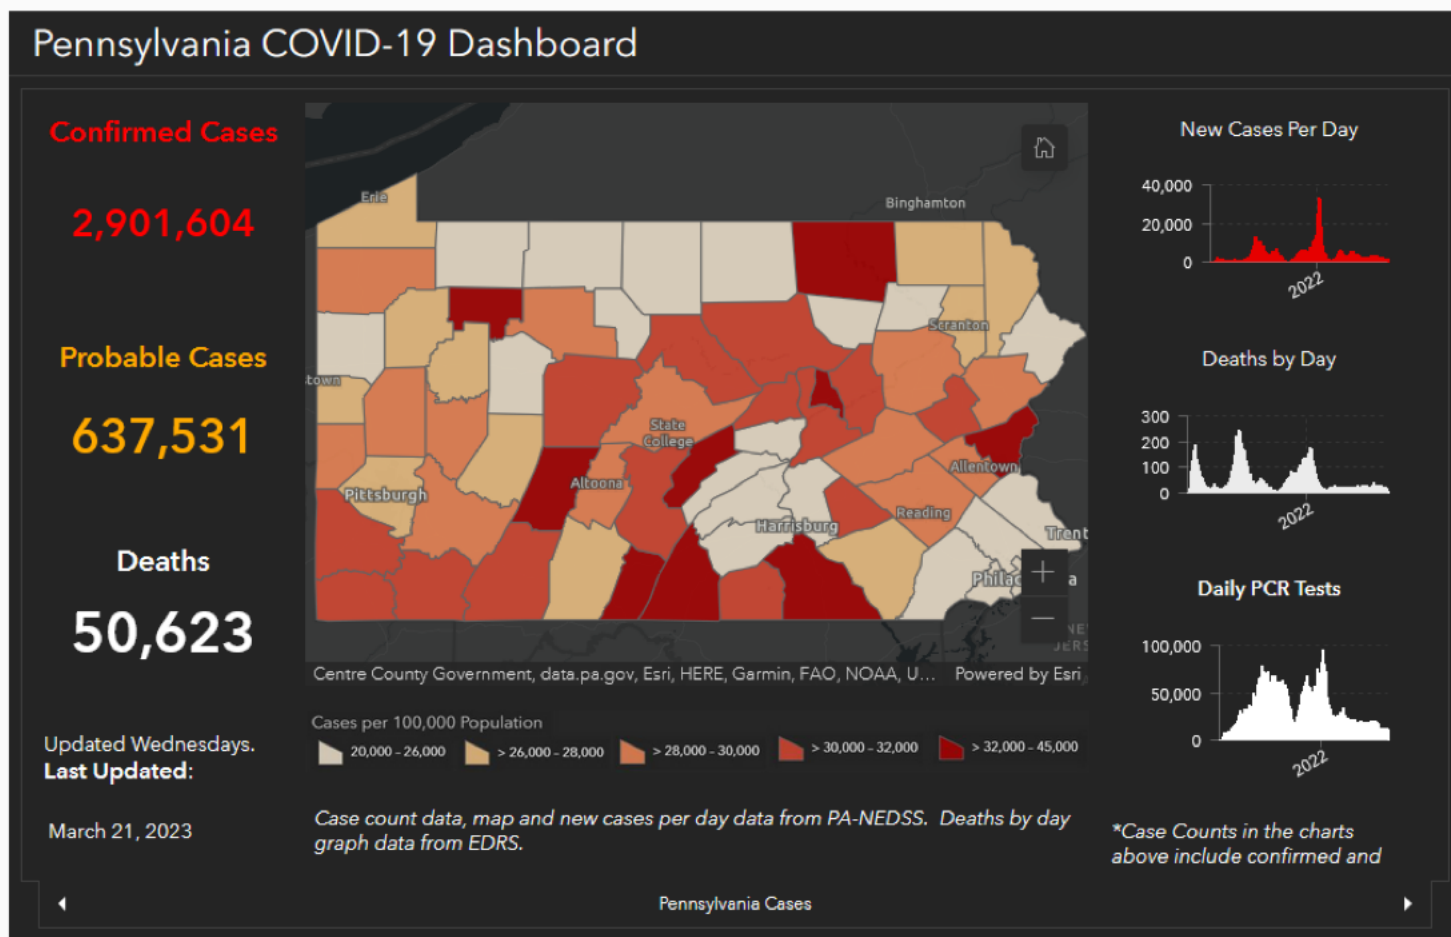 Pennsylvania COVID-19 Dashboard
Confirmed Cases
2,901,604
Probable Cases
637,531
Deaths
50,623
Updated Wednesdays.
Last Updated:
March 21, 2023
Erie
Binghamton
Scranton
town
State
College
Allentown
Altoona
Pittsburgh
Reading
Harrisburg
Trent
Philac
a
NE
JERS
+
−
Centre County Government, data.pa.gov, Esri, HERE, Garmin, FAO, NOAA, U... Powered by Esri
Cases per 100,000 Population
20,000 – 26,000 > 26,000 – 28,000 > 28,000 – 30,000 > 30,000 – 32,000 > 32,000 – 45,000
Case count data, map and new cases per day data from PA-NEDSS. Deaths by day
graph data from EDRS.
New Cases Per Day
40,000
20,000
0
2022
Deaths by Day
300
200
100
0
2022
Daily PCR Tests
100,000
50,000
0
2022
*Case Counts in the charts
above include confirmed and
Pennsylvania Cases